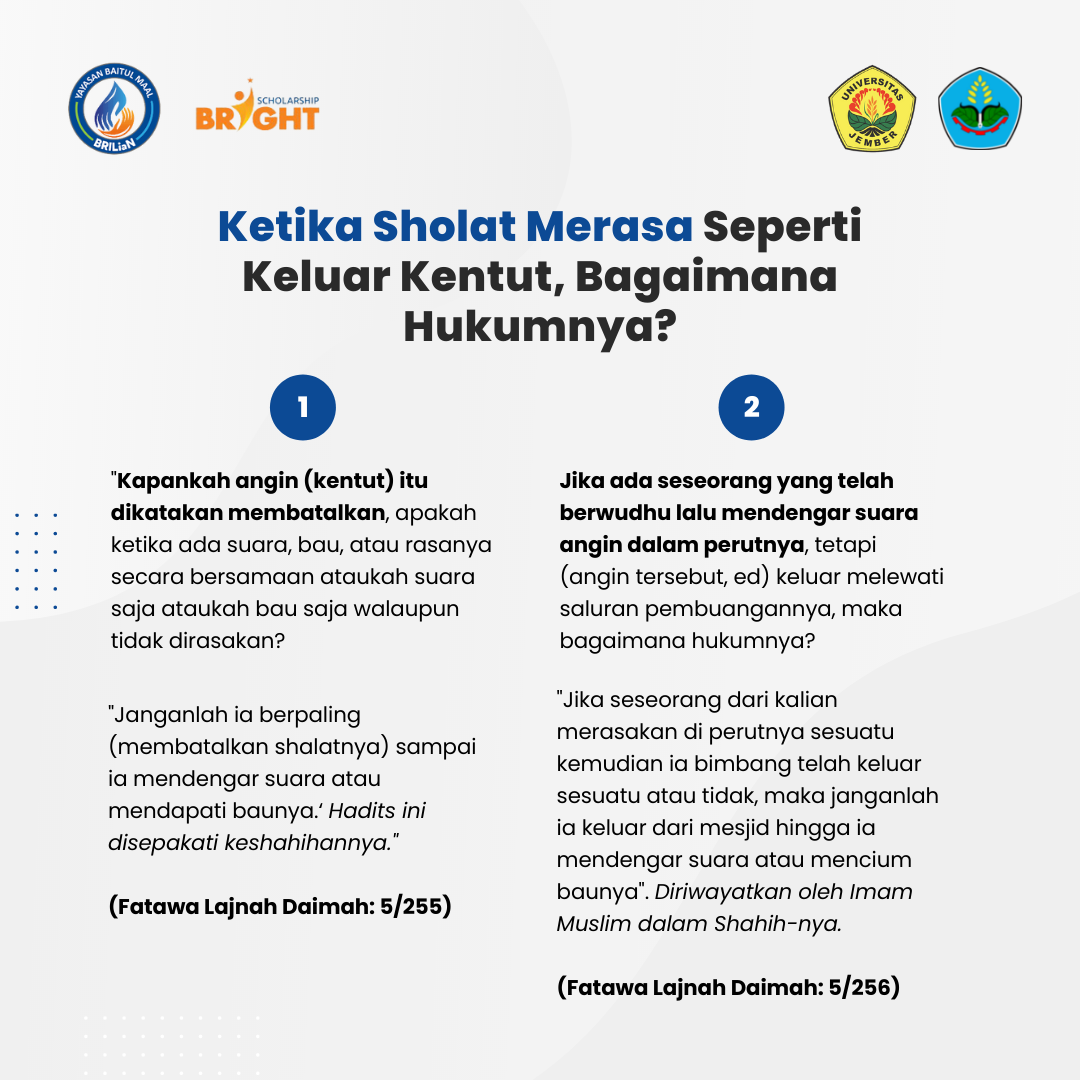 YAYASAN BAITUL MAAL
BRILiaN
SCHOLARSHIP
BRIGHT
UNIVERSITAS
JEMBER
Ketika Sholat Merasa Seperti
Keluar Kentut, Bagaimana
Hukumnya?
1
"Kapankah angin (kentut) itu
dikatakan membatalkan, apakah
ketika ada suara, bau, atau rasanya
secara bersamaan ataukah suara
saja ataukah bau saja walaupun
tidak dirasakan?
"Janganlah ia berpaling
(membatalkan shalatnya) sampai
ia mendengar suara atau
mendapati baunya.‘ Hadits ini
disepakati keshahihannya."
(Fatawa Lajnah Daimah: 5/255)
2
Jika ada seseorang yang telah
berwudhu lalu mendengar suara
angin dalam perutnya, tetapi
(angin tersebut, ed) keluar melewati
saluran pembuangannya, maka
bagaimana hukumnya?
"Jika seseorang dari kalian
merasakan di perutnya sesuatu
kemudian ia bimbang telah keluar
sesuatu atau tidak, maka janganlah
ia keluar dari mesjid hingga ia
mendengar suara atau mencium
baunya". Diriwayatkan oleh Imam
Muslim dalam Shahih-nya.
(Fatawa Lajnah Daimah: 5/256)